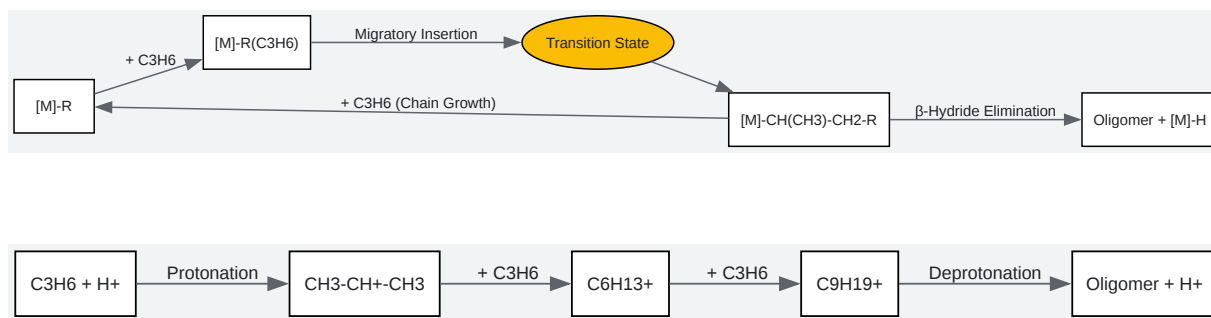 [M]-R(C3H6)
Migratory Insertion
Transition State
+ C3H6
[M]-R
+ C3H6 (Chain Growth)
[M]-CH(CH3)-CH2-R
β-Hydride Elimination
Oligomer + [M]-H
C3H6 + H+
Protonation
CH3-CH+-CH3
+ C3H6
C6H13+
+ C3H6
C9H19+
Deprotonation
Oligomer + H+